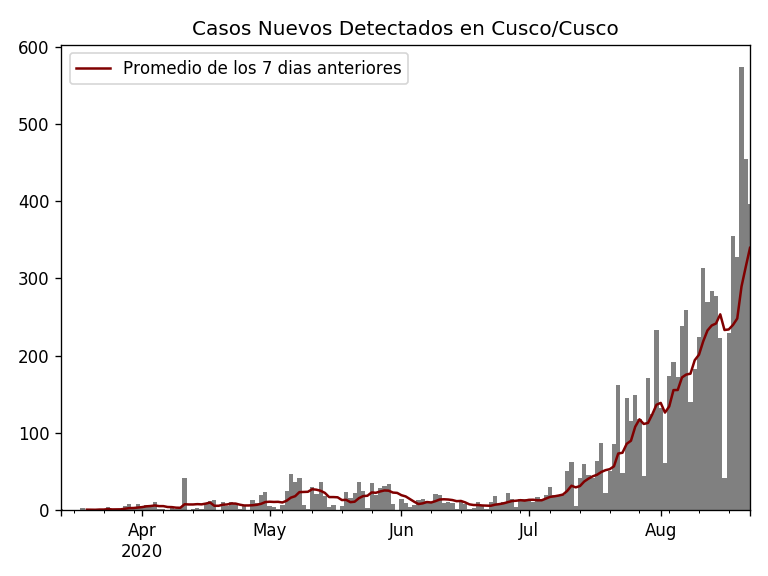 Casos Nuevos Detectados en Cusco/Cusco
Promedio de los 7 dias anteriores
600
500
400
300
200
100
0
Apr May Jun Jul Aug
2020